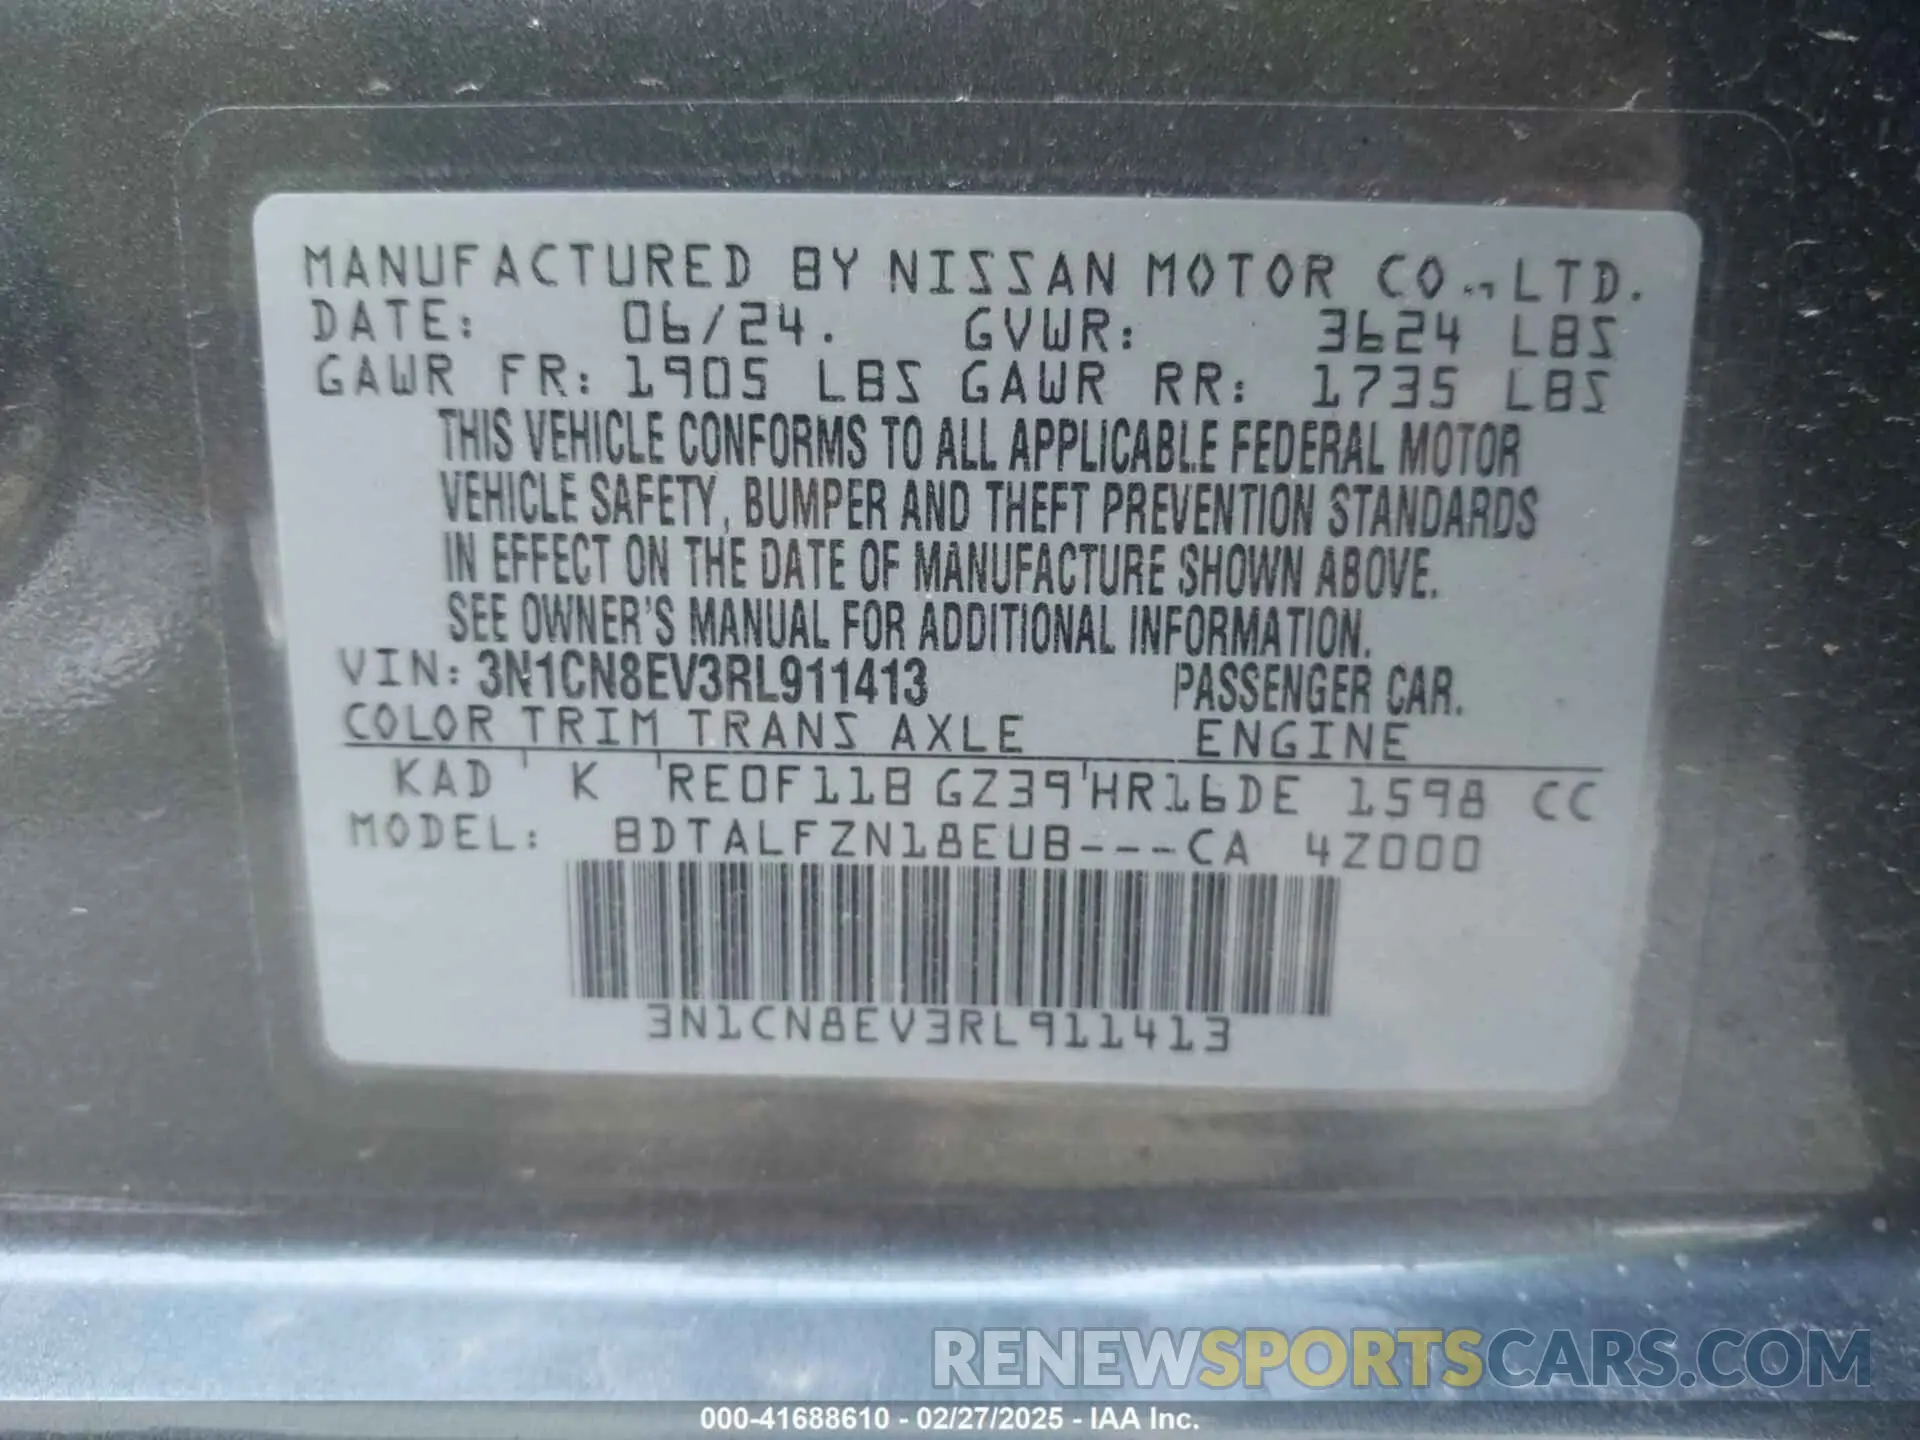 MANUFACTURED BY NISSAN MOTOR CO., LTD.
DATE: 06/24. GVWR: 3624 LBS
GAWR FR: 1905 LBS GAWR RR: 1735 LBS
THIS VEHICLE CONFORMS TO ALL APPLICABLE FEDERAL MOTOR
VEHICLE SAFETY, BUMPER AND THEFT PREVENTION STANDARDS
IN EFFECT ON THE DATE OF MANUFACTURE SHOWN ABOVE.
SEE OWNER'S MANUAL FOR ADDITIONAL INFORMATION.
VIN: 3N1CN8EV3RL911413 PASSENGER CAR.
COLOR TRIM TRANS AXLE ENGINE
KAD K RE0F11B GZ39 HR16DE 1598 CC
MODEL: BDTALFZN18EUB---CA 4Z000
3N1CN8EV3RL911413
RENEWSPORTSCARS.COM
000-41688610 - 02/27/2025 - IAA Inc.